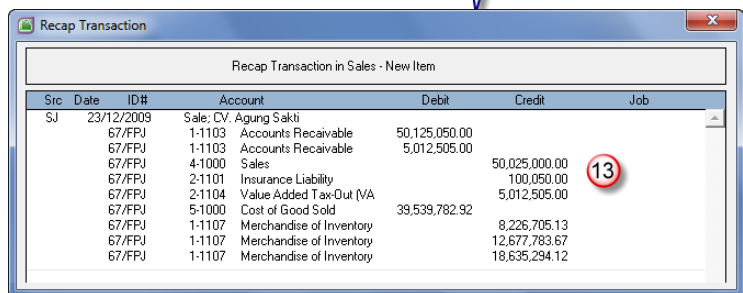 Recap Transaction
Recap Transaction in Sales - New Item
Src Date ID# Account Debit Credit Job
SJ 23/12/2009 Sale; CV. Agung Sakti
67/FPJ 1-1103 Accounts Recaivable 50,125,050.00
67/FPJ 1-1103 Accounts Recaivable 5,012,505.00
67/FPJ 4-1000 Sales 50,025,000.00
67/FPJ 2-1101 Insurance Liability 100,050.00
67/FPJ 2-1104 Value Added Tax-Out (VA 5,012,505.00
67/FPJ 5-1000 Cost of Good Sold 39,539,782.92
67/FPJ 1-1107 Merchandise of Inventory 8,226,705.13
67/FPJ 1-1107 Merchandise of Inventory 12,677,783.67
67/FPJ 1-1107 Merchandise of Inventory 18,635,294.12
13